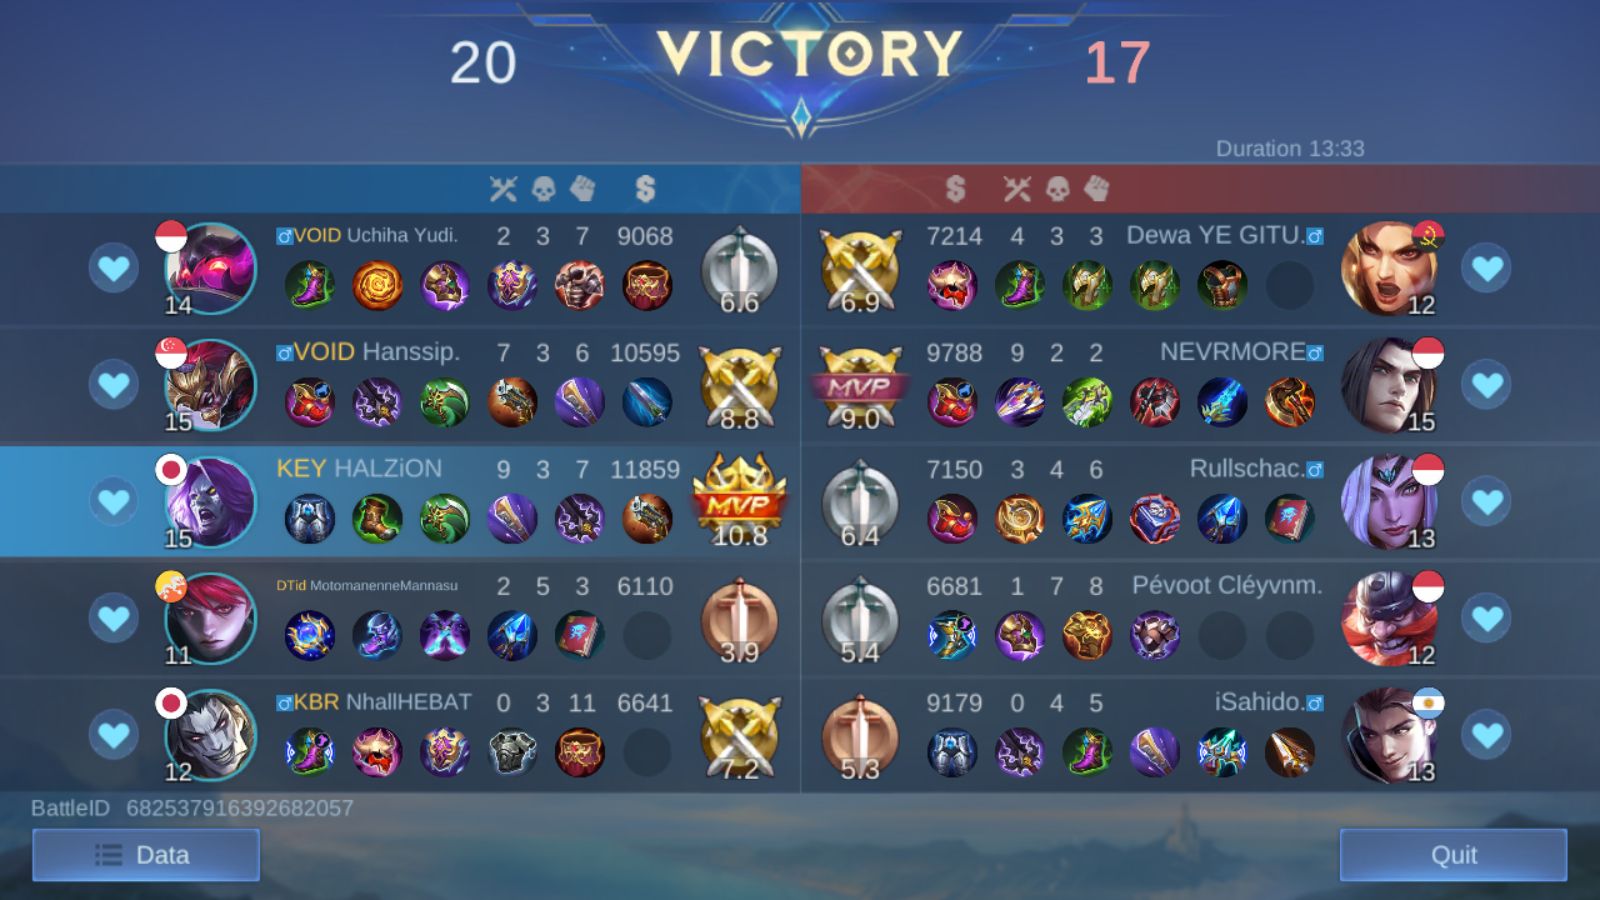 20 VICTORY 17
Duration 13:33
VOID Uchiha Yudi. 2 3 7 9068
14 6.6
7214 4 3 3 Dewa YE GITU.
6.9 12
VOID Hanssip. 7 3 6 10595
15 8.8
9788 9 2 2 NEVRMORE
MVP
9.0 15
KEY HALZiON 9 3 7 11859
MVP
15 10.8
7150 3 4 6 Rullschac.
6.4 13
DTid MotomanenneMannasu 2 5 3 6110
11 3.9
6681 1 7 8 Pévoot Cléyvnm.
5.4 12
KBR NhallHEBAT 0 3 11 6641
12 7.2
9179 0 4 5 iSahido.
5.3 13
BattleID 682537916392682057
Data
Quit